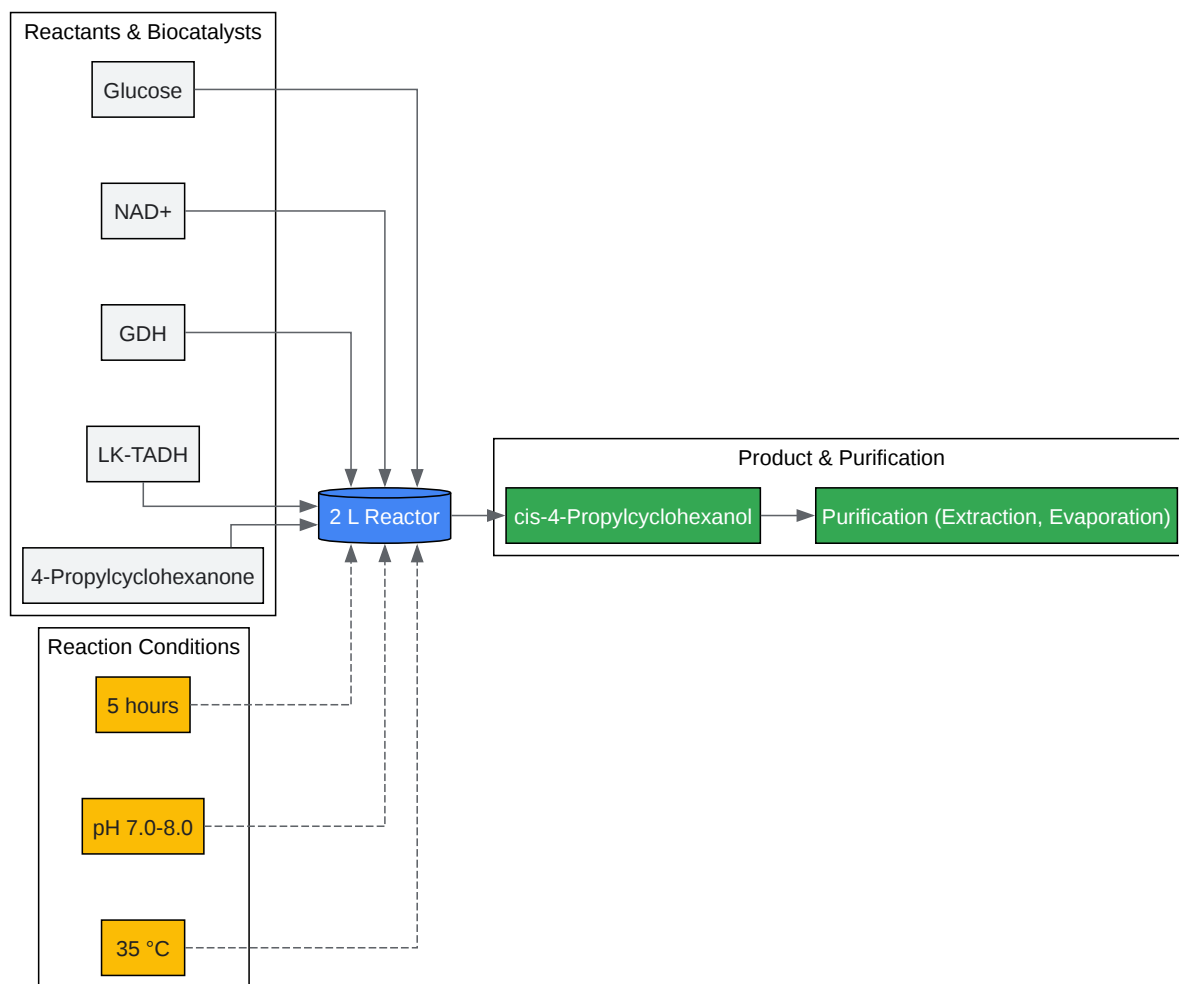 Reactants & Biocatalysts
Glucose
NAD+
GDH
LK-TADH
4-Propylcyclohexanone
2 L Reactor
Product & Purification
cis-4-Propylcyclohexanol
Purification (Extraction, Evaporation)
Reaction Conditions
5 hours
pH 7.0-8.0
35 °C